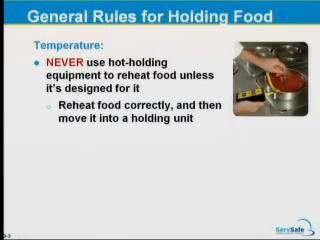 General Rules for Holding Food
Temperature:
NEVER use hot-holding
equipment to reheat food unless
it's designed for it
Reheat food correctly, and then
move it into a holding unit
ServSafe